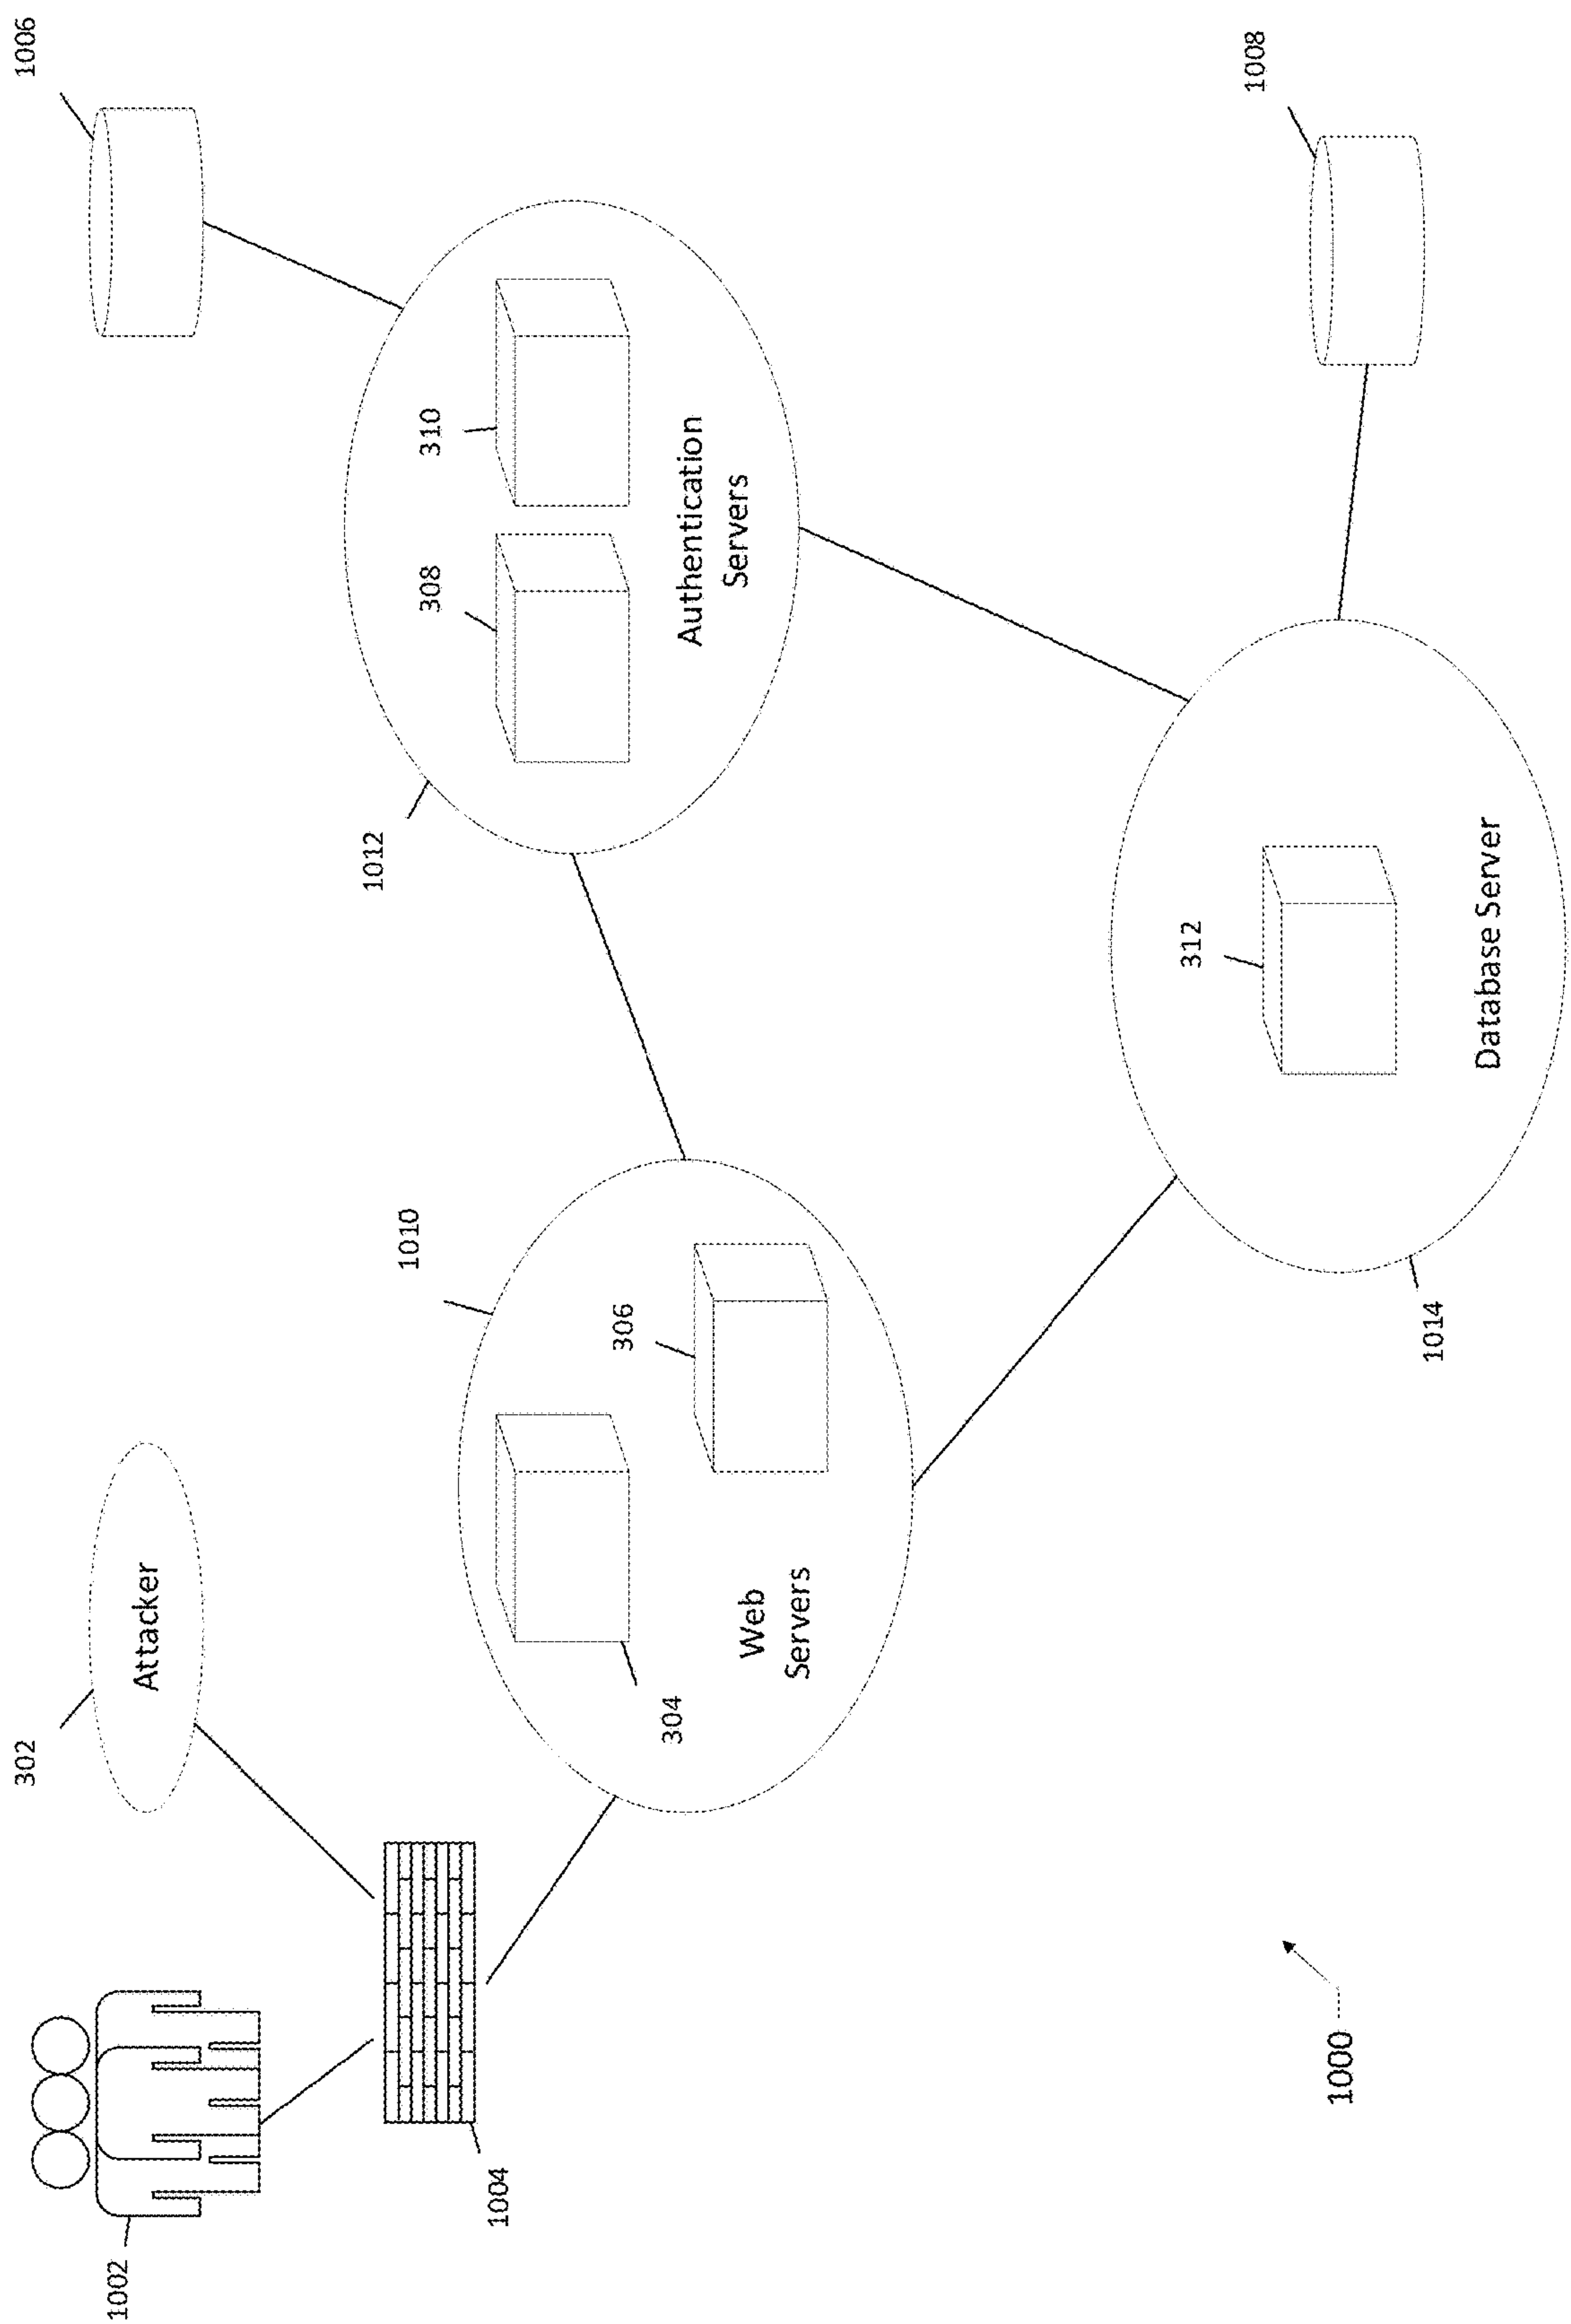 302
1006
1002
Attacker
1012
1010
308
310
1004
306
304
Authentication
Servers
Web
Servers
312
1008
1000
1014
Database Server